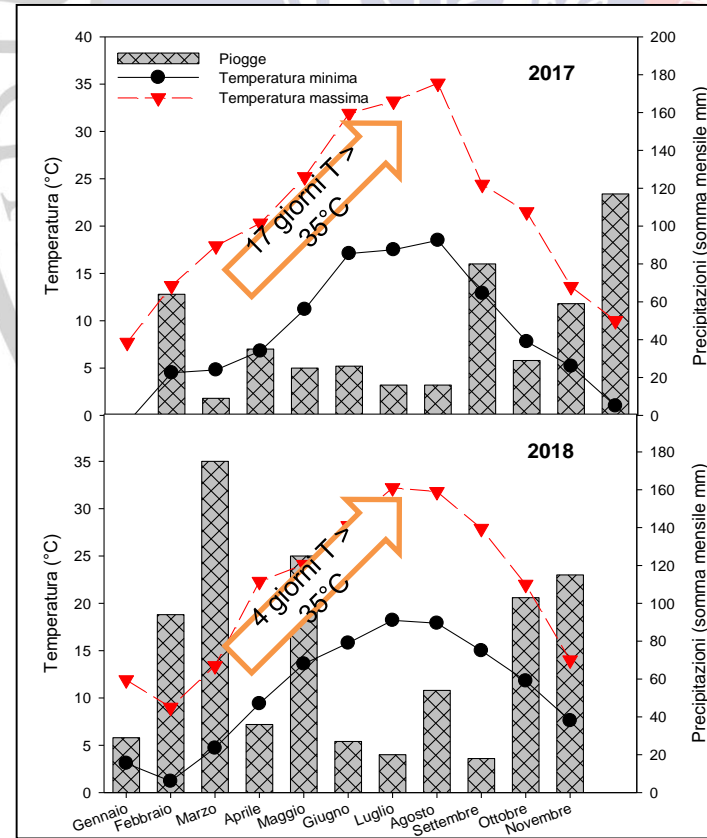 40
35
30
25
20
15
10
5
0
Temperatura (°C)
Piogge
Temperatura minima
Temperatura massima
2017
17 giorni T >
35°C
200
180
160
140
120
100
80
60
40
20
0
Precipitazioni (somma mensile mm)
35
30
25
20
15
10
5
0
Temperatura (°C)
2018
4 giorni T >
35°C
180
160
140
120
100
80
60
40
20
0
Precipitazioni (somma mensile mm)
Gennaio
Febbraio
Marzo
Aprile
Maggio
Giugno
Luglio
Agosto
Settembre
Ottobre
Novembre